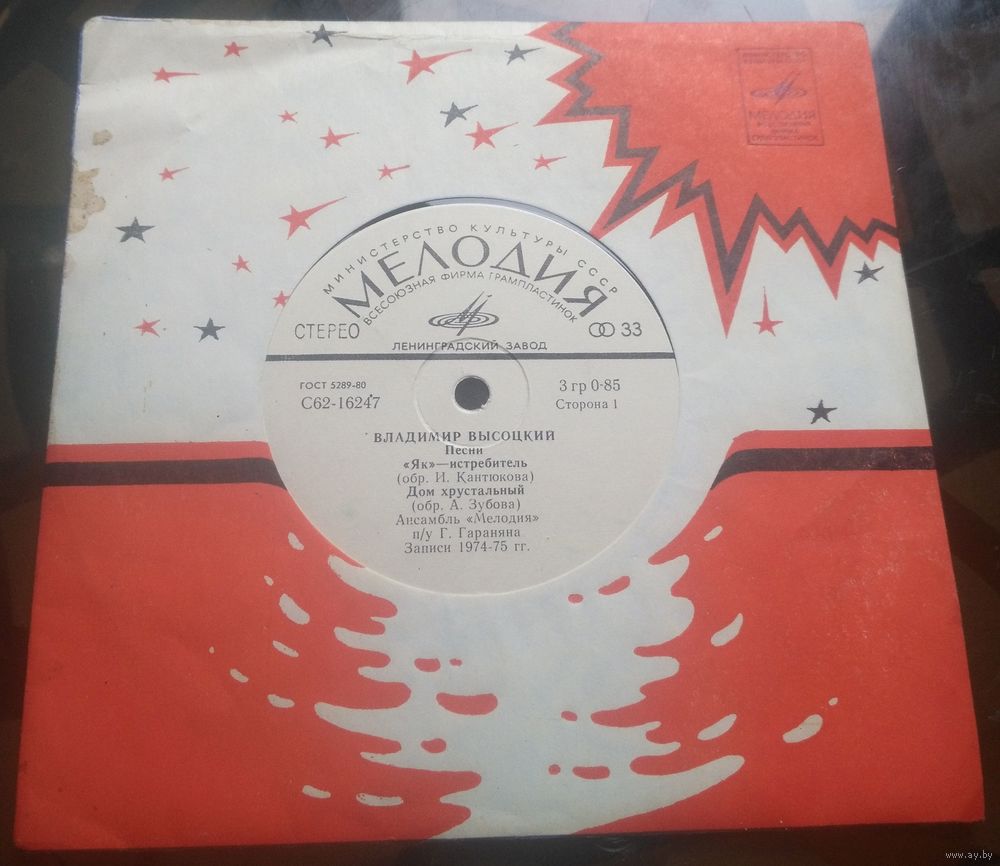 МЕЛОДИЯ
МИНИСТЕРСТВО КУЛЬТУРЫ СССР
МЕЛОДИЯ
ВСЕСОЮЗНАЯ ФИРМА ГРАМПЛАСТИНОК
СТЕРЕО
33
ЛЕНИНГРАДСКИЙ ЗАВОД
ГОСТ 5289-80
3 гр 0-85
С62-16247
Сторона 1
ВЛАДИМИР ВЫСОЦКИЙ
Песни
«Як»—истребитель
(обр. И. Кантюкова)
Дом хрустальный
(обр. А. Зубова)
Ансамбль «Мелодия»
п/у Г. Гараняна
Записи 1974-75 гг.
www.ay.by